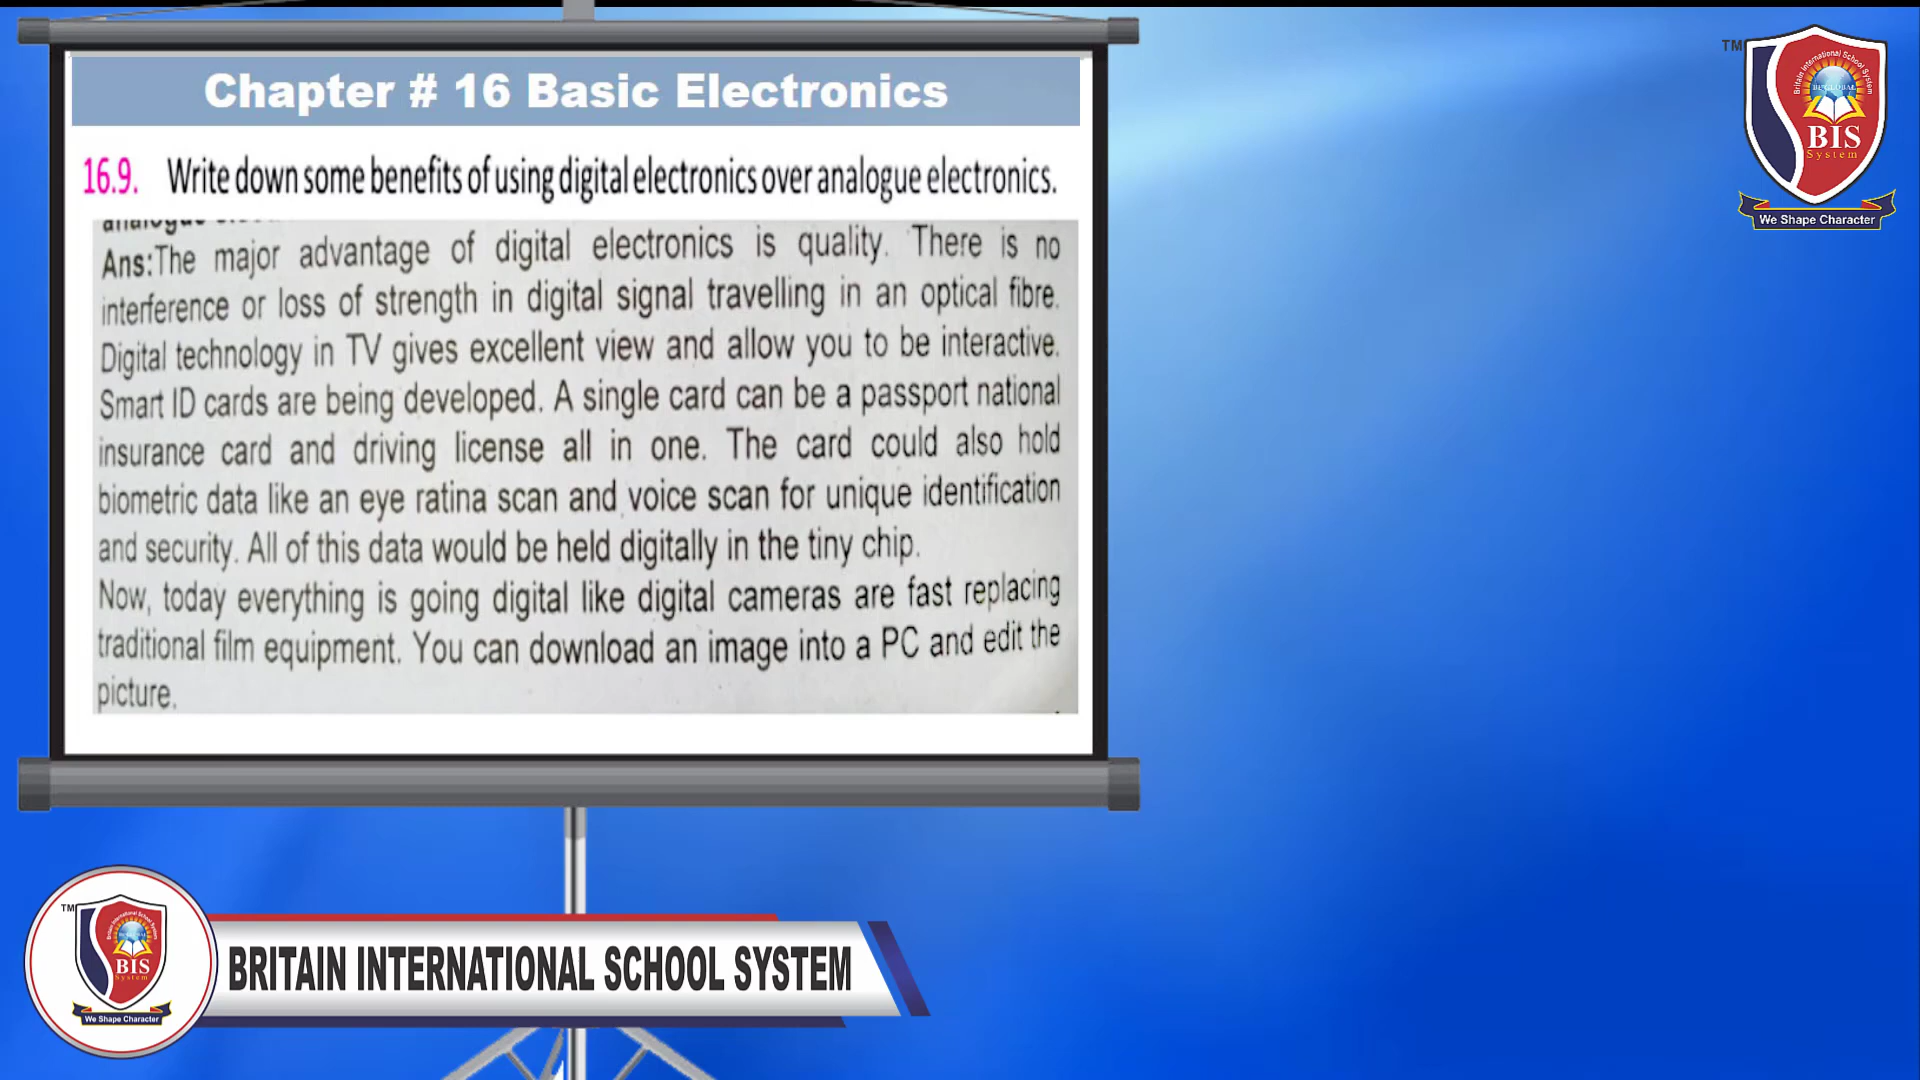 Chapter # 16 Basic Electronics
16.9. Write down some benefits of using digital electronics over analogue electronics.
Ans:The major advantage of digital electronics is quality. There is no
interference or loss of strength in digital signal travelling in an optical fibre.
Digital technology in TV gives excellent view and allow you to be interactive.
Smart ID cards are being developed. A single card can be a passport national
insurance card and driving license all in one. The card could also hold
biometric data like an eye ratina scan and voice scan for unique identification
and security. All of this data would be held digitally in the tiny chip.
Now, today everything is going digital like digital cameras are fast replacing
traditional film equipment. You can download an image into a PC and edit the
picture.
TM
Britain International School System
BIS
System
We Shape Character
TM
BIS
System
We Shape Character
BRITAIN INTERNATIONAL SCHOOL SYSTEM